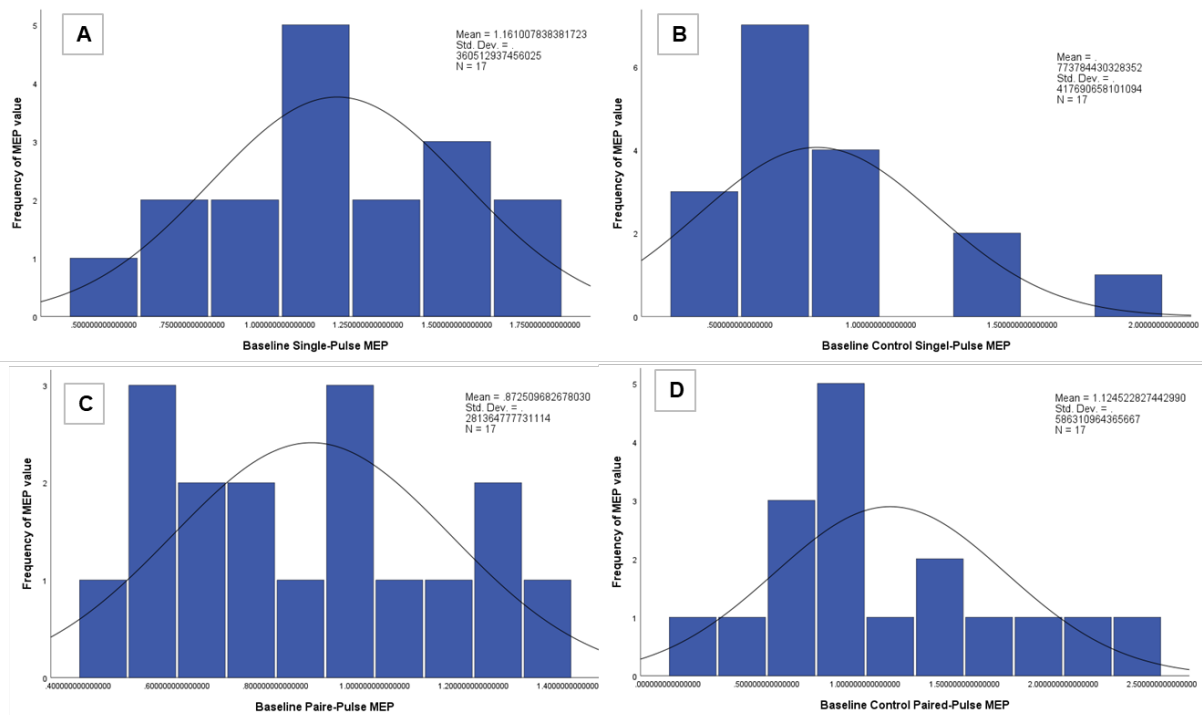 A
Mean = 1.161007838381723
Std. Dev. = .
360512937456025
N = 17
Frequency of MEP value
5
4
3
2
1
0
.500000000000000 .750000000000000 1.000000000000000 1.250000000000000 1.500000000000000 1.750000000000000
Baseline Single-Pulse MEP
B
Mean = .
773784430328352
Std. Dev. = .
417690658101094
N = 17
Frequency of MEP value
6
4
2
0
.500000000000000 1.000000000000000 1.500000000000000 2.000000000000000
Baseline Control Singel-Pulse MEP
C
Mean = .872509682678030
Std. Dev. = .
281364777731114
N = 17
Frequency of MEP value
3
2
1
0
.400000000000000 .600000000000000 .800000000000000 1.000000000000000 1.200000000000000 1.400000000000000
Baseline Paire-Pulse MEP
D
Mean = 1.124522827442990
Std. Dev. = .
586310964365667
N = 17
Frequency of MEP value
5
4
3
2
1
0
.000000000000000 .500000000000000 1.000000000000000 1.500000000000000 2.000000000000000 2.500000000000000
Baseline Control Paired-Pulse MEP